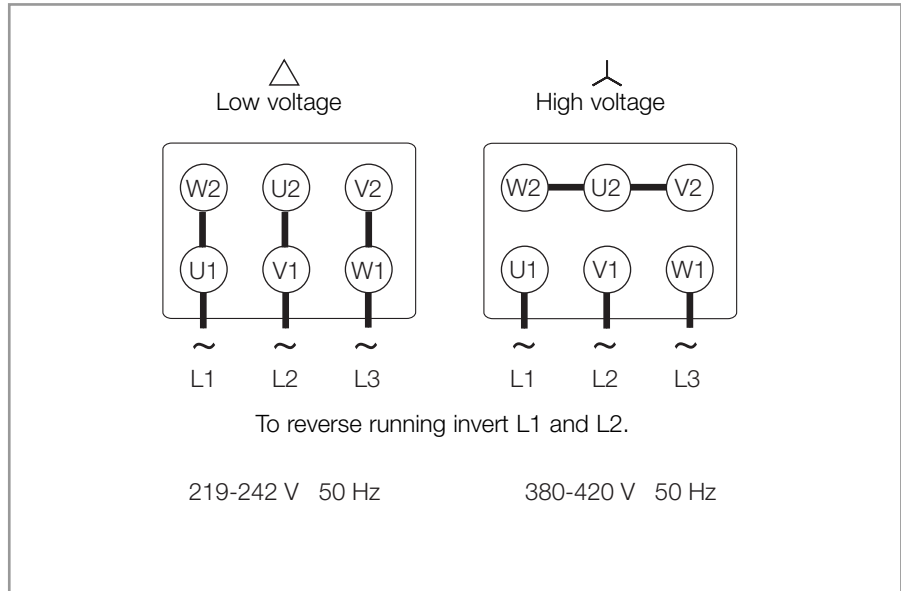 Low voltage High voltage
W2 U2 V2 W2 U2 V2
U1 V1 W1 U1 V1 W1
~ ~ ~ ~ ~ ~
L1 L2 L3 L1 L2 L3
To reverse running invert L1 and L2.
219-242 V 50 Hz 380-420 V 50 Hz